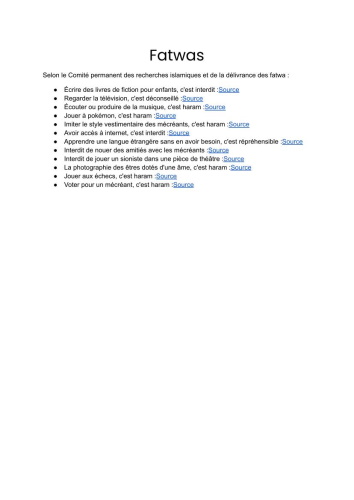 Fatwas
Selon le Comité permanent des recherches islamiques et de la délivrance des fatwa :
● Écrire des livres de fiction pour enfants, c'est interdit :Source
● Regarder la télévision, c'est déconseillé :Source
● Écouter ou produire de la musique, c'est haram :Source
● Jouer à pokémon, c'est haram :Source
● Imiter le style vestimentaire des mécréants, c'est haram :Source
● Avoir accès à internet, c'est interdit :Source
● Apprendre une langue étrangère sans en avoir besoin, c'est répréhensible :Source
● Interdit de nouer des amitiés avec les mécréants :Source
● Interdit de jouer un sioniste dans une pièce de théâtre :Source
● La photographie des êtres dotés d'une âme, c'est haram :Source
● Jouer aux échecs, c'est haram :Source
● Voter pour un mécréant, c'est haram :Source